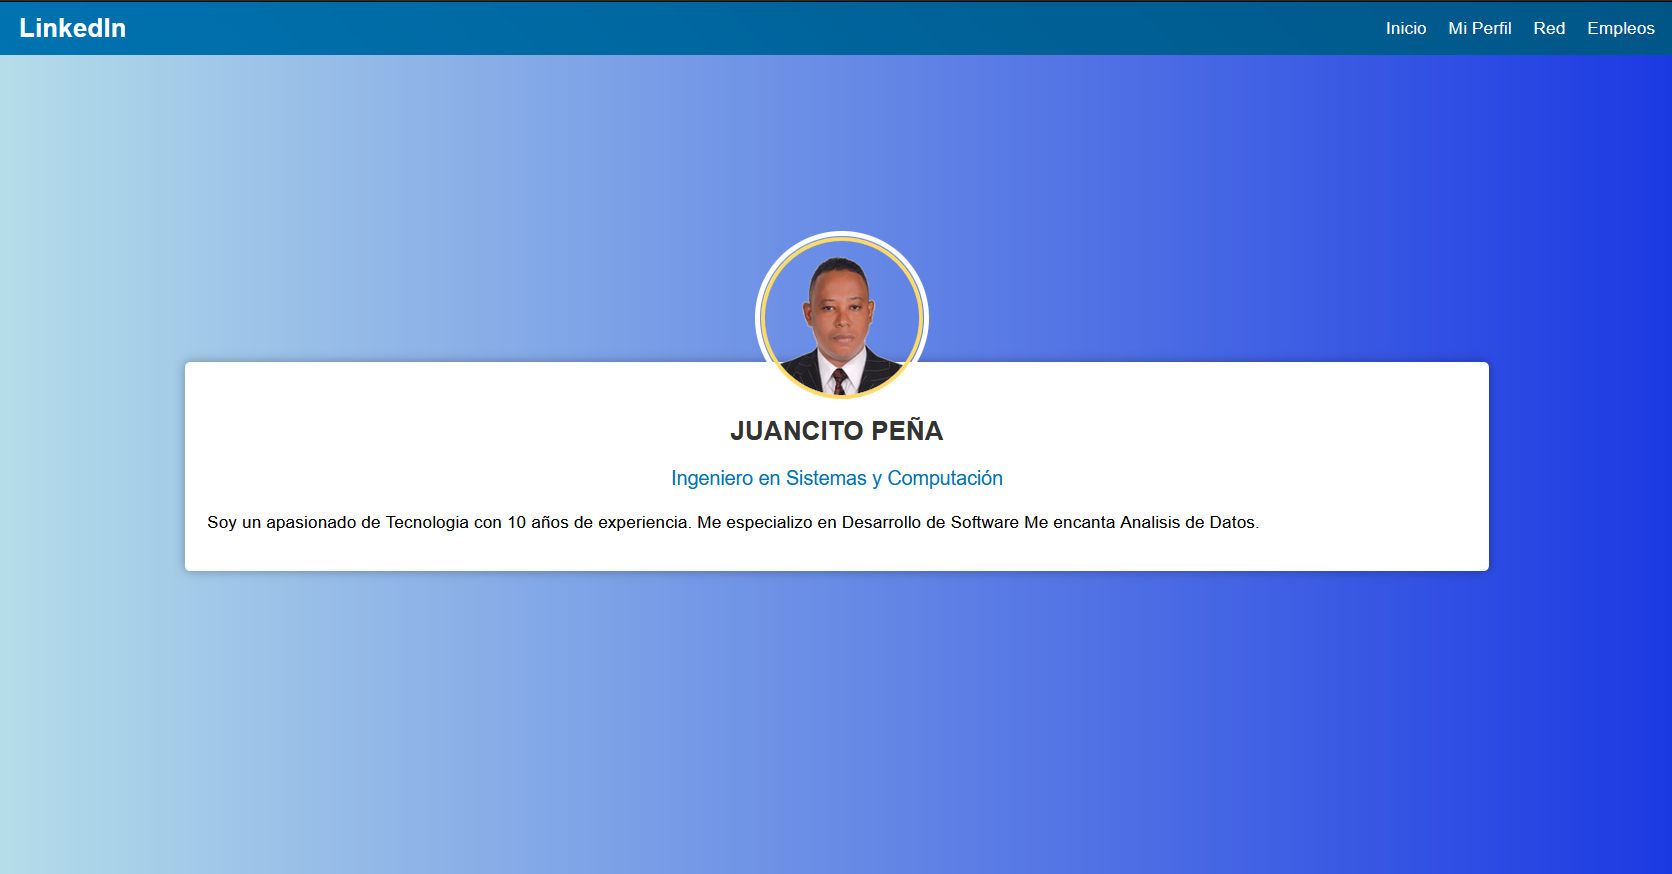 LinkedIn
Inicio Mi Perfil Red Empleos
JUANCITO PEÑA
Ingeniero en Sistemas y Computación
Soy un apasionado de Tecnologia con 10 años de experiencia. Me especializo en Desarrollo de Software Me encanta Analisis de Datos.